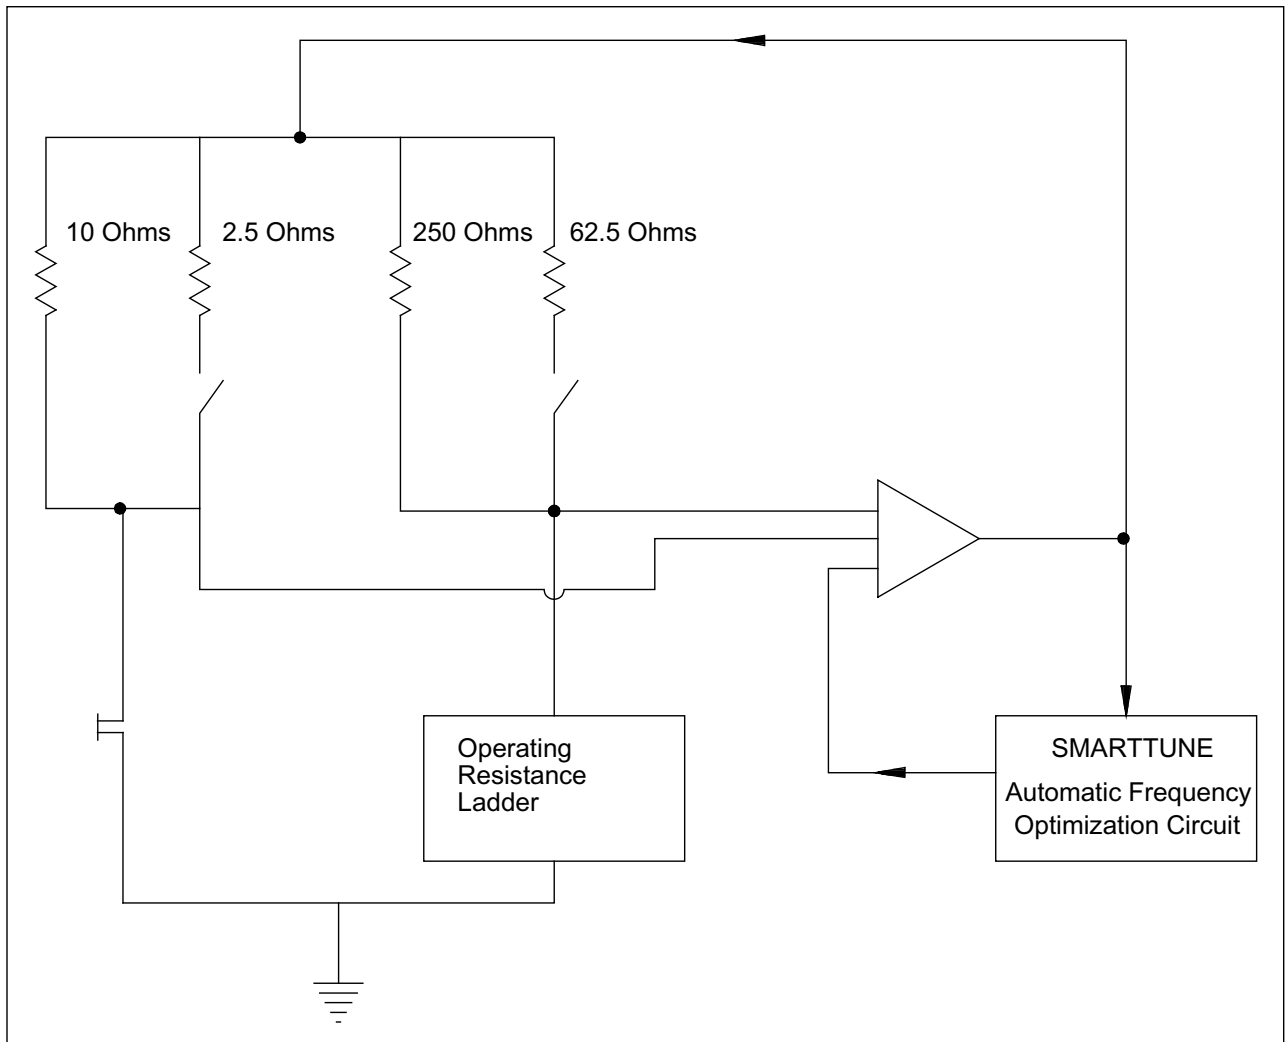 10 Ohms
2.5 Ohms
250 Ohms
62.5 Ohms
Operating
Resistance
Ladder
SMARTTUNE
Automatic Frequency
Optimization Circuit